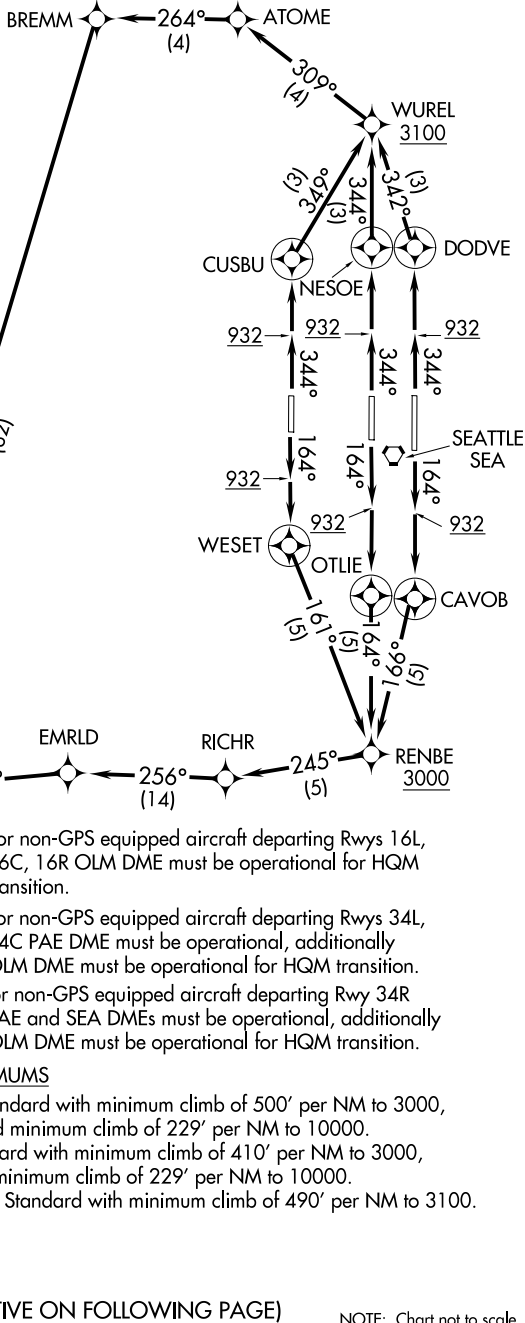 BREMM
264°
(4)
ATOME
309°
(4)
WUREL
3100
(3)
349°
(3)
344°
342°
(3)
CUSBU
NESOE
DODVE
932
932
932
344°
344°
344°
SEATTLE
SEA
164°
164°
164°
932
932
932
WESET
OTLIE
CAVOB
161°
(5)
164°
(5)
166°
(5)
EMRLD
RICHR
256°
(14)
245°
(5)
RENBE
3000
or non-GPS equipped aircraft departing Rwys 16L,
6C, 16R OLM DME must be operational for HQM
ansition.
or non-GPS equipped aircraft departing Rwys 34L,
4C PAE DME must be operational, additionally
OLM DME must be operational for HQM transition.
or non-GPS equipped aircraft departing Rwy 34R
AE and SEA DMEs must be operational, additionally
OLM DME must be operational for HQM transition.
MUMS
ndard with minimum climb of 500' per NM to 3000,
d minimum climb of 229' per NM to 10000.
ard with minimum climb of 410' per NM to 3000,
minimum climb of 229' per NM to 10000.
Standard with minimum climb of 490' per NM to 3100.
TIVE ON FOLLOWING PAGE)
NOTE: Chart not to scale